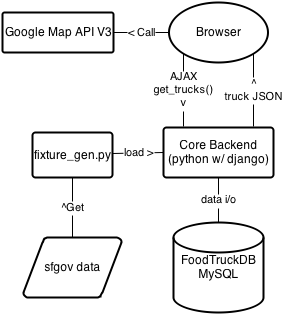 Google Map API V3
< Call
Browser
AJAX
get_trucks()
v
^
truck JSON
fixture_gen.py
load >
Core Backend
(python w/ django)
^Get
data i/o
sfgov data
FoodTruckDB
MySQL